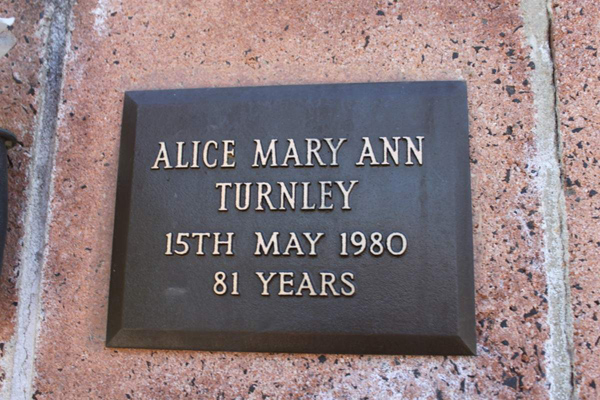 ALICE MARY ANN
TURNLEY
15TH MAY 1980
81 YEARS